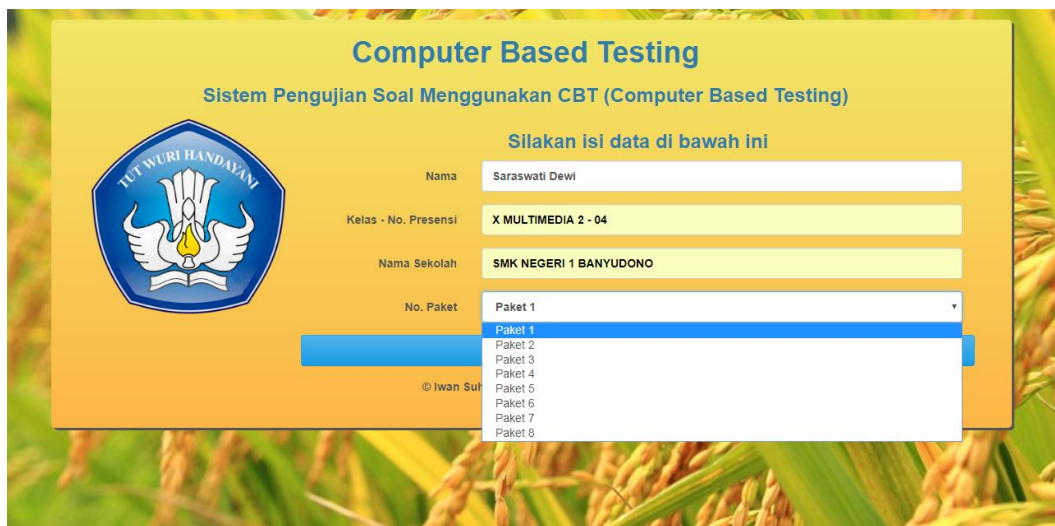 Computer Based Testing
Sistem Pengujian Soal Menggunakan CBT (Computer Based Testing)
TUT WURI HANDAYANI
Silakan isi data di bawah ini
Nama Saraswati Dewi
Kelas - No. Presensi X MULTIMEDIA 2 - 04
Nama Sekolah SMK NEGERI 1 BANYUDONO
No. Paket Paket 1
Paket 1
Paket 2
Paket 3
Paket 4
Paket 5
Paket 6
Paket 7
Paket 8
© Iwan